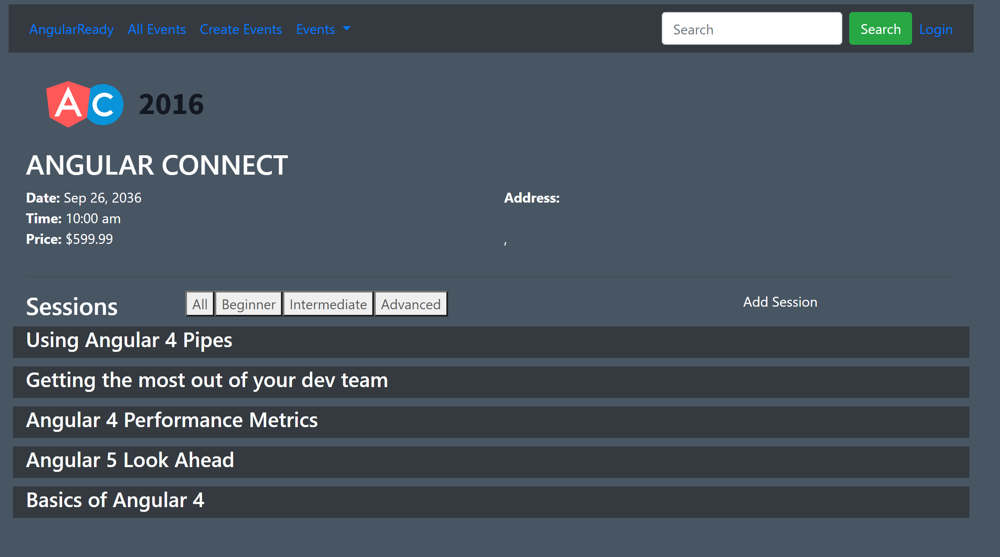 AngularReady All Events Create Events Events Search Search Login
AC 2016
ANGULAR CONNECT
Date: Sep 26, 2036
Time: 10:00 am
Price: $599.99
Address:
,
Sessions All Beginner Intermediate Advanced Add Session
Using Angular 4 Pipes
Getting the most out of your dev team
Angular 4 Performance Metrics
Angular 5 Look Ahead
Basics of Angular 4